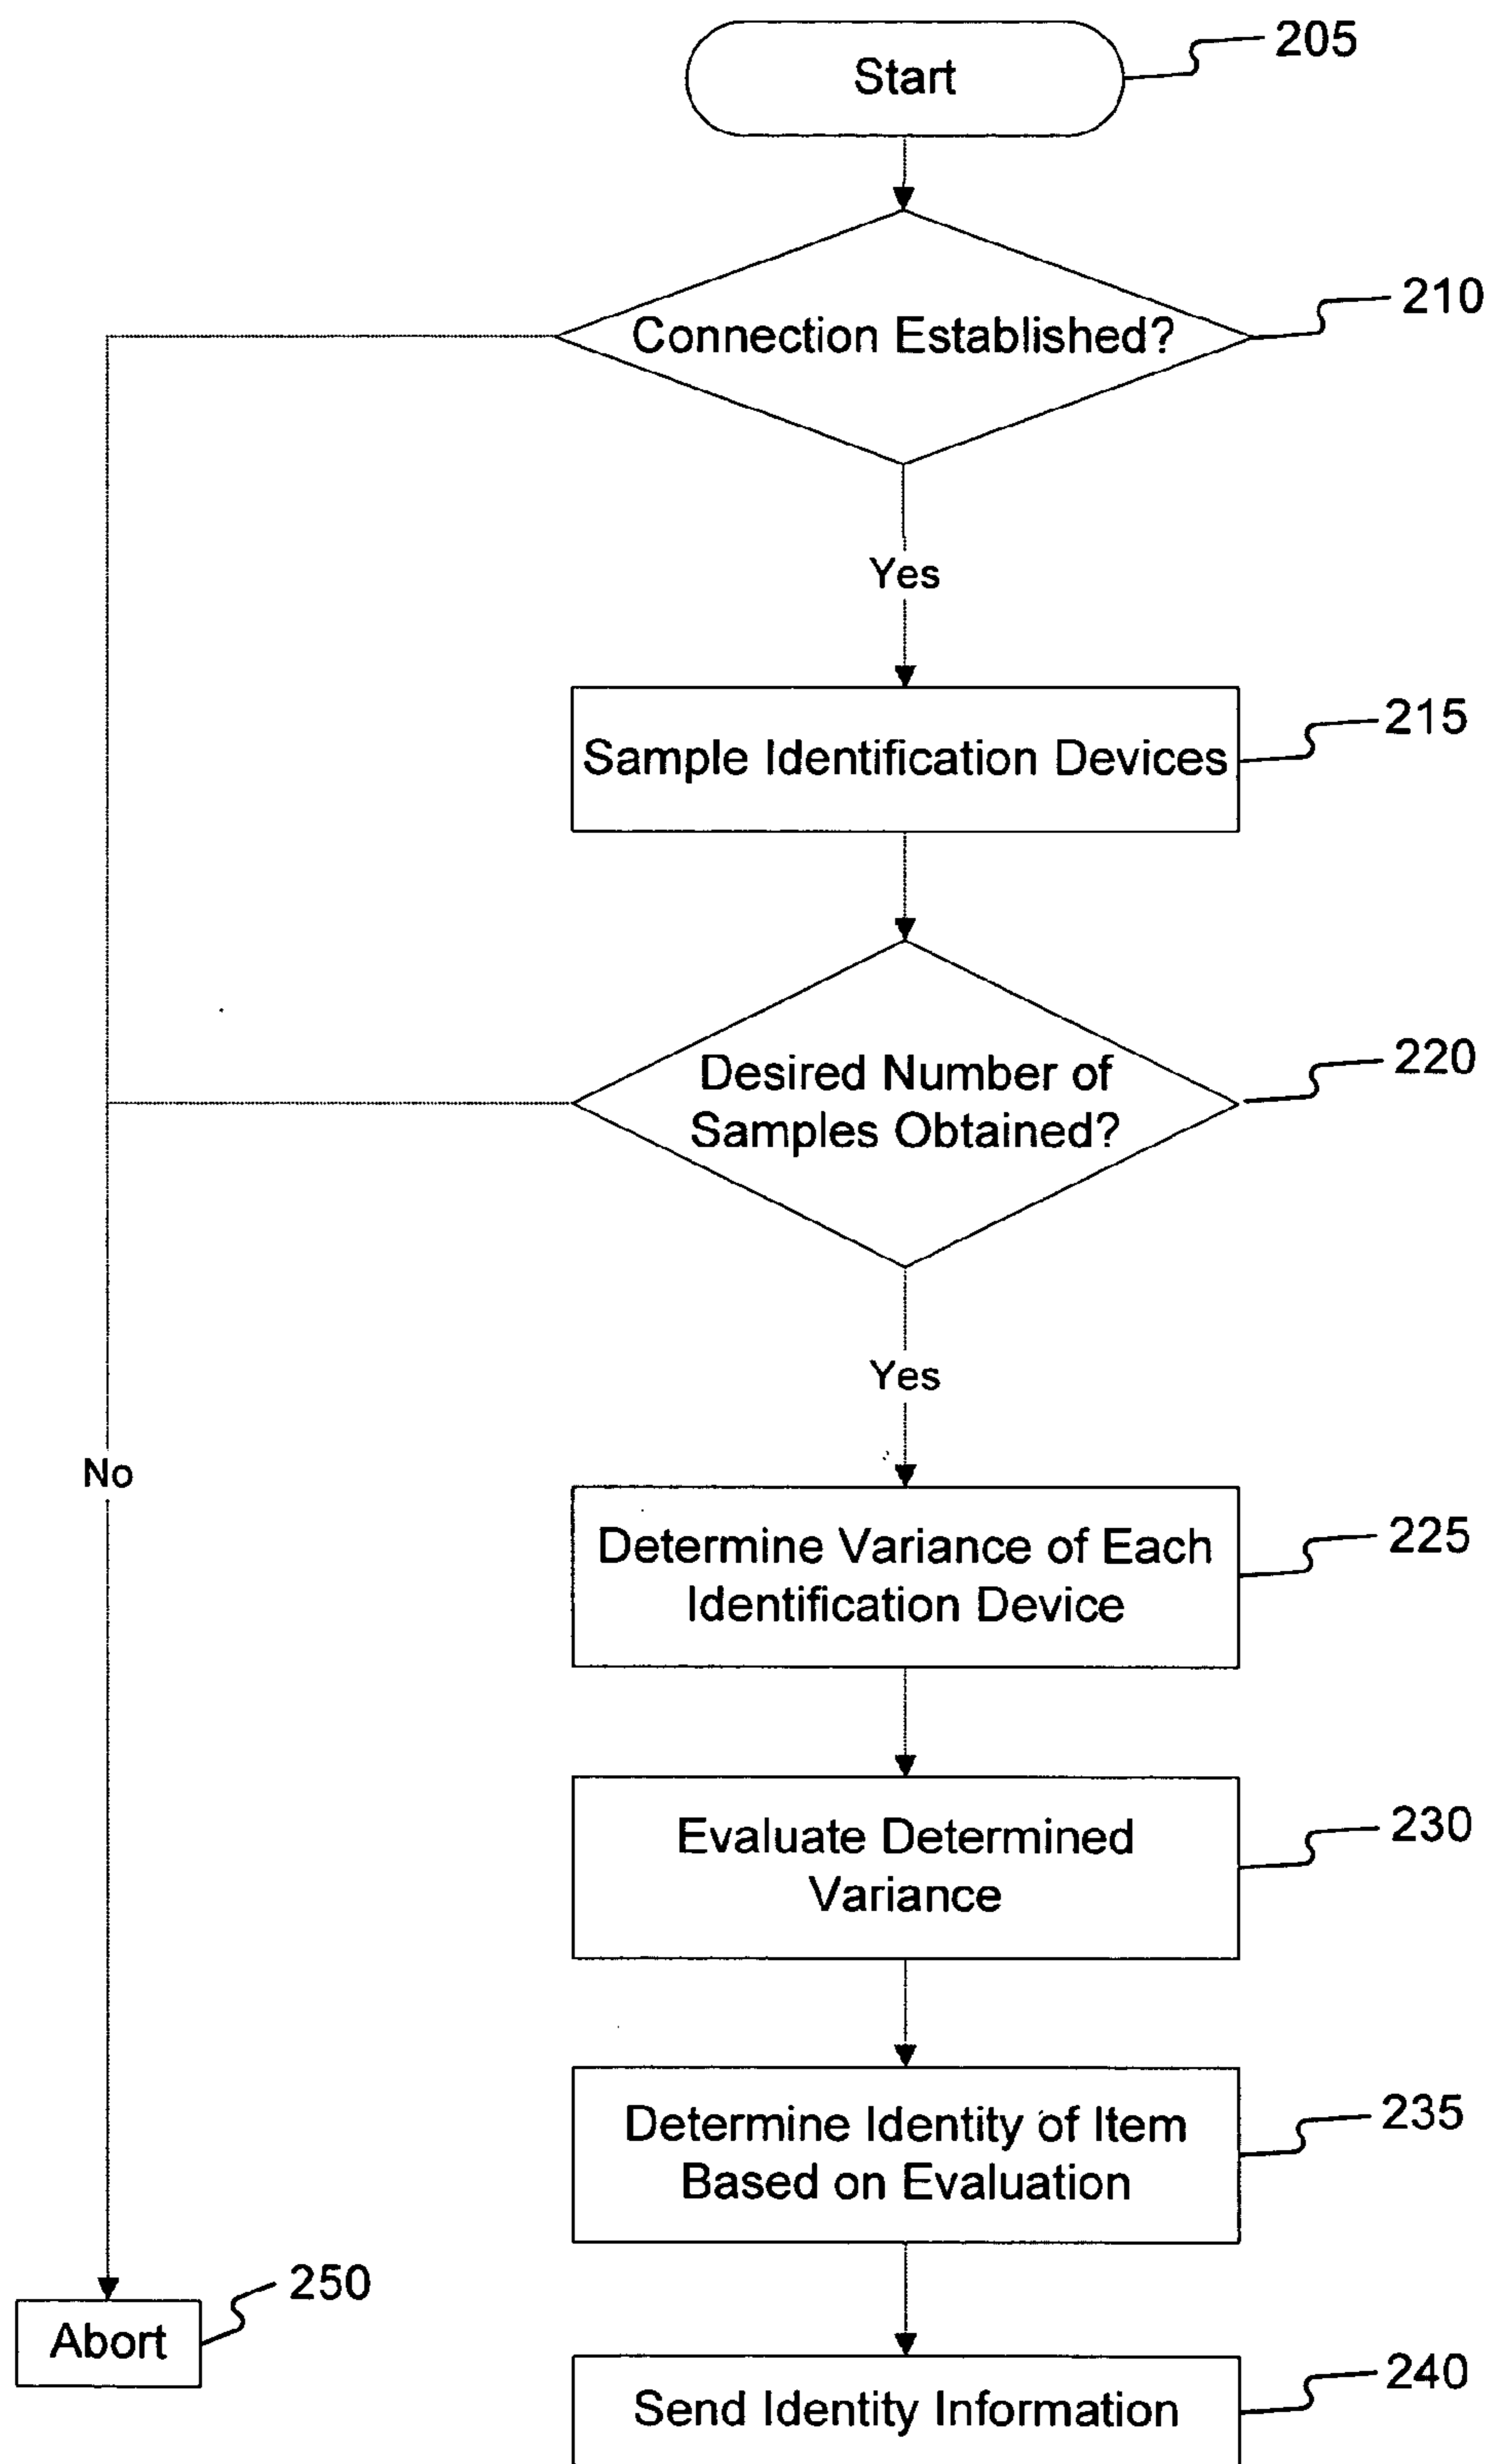 Start
205
Connection Established?
210
Yes
Sample Identification Devices
215
Desired Number of
Samples Obtained?
220
Yes
No
Determine Variance of Each
Identification Device
225
Evaluate Determined
Variance
230
Determine Identity of Item
Based on Evaluation
235
Abort
250
Send Identity Information
240